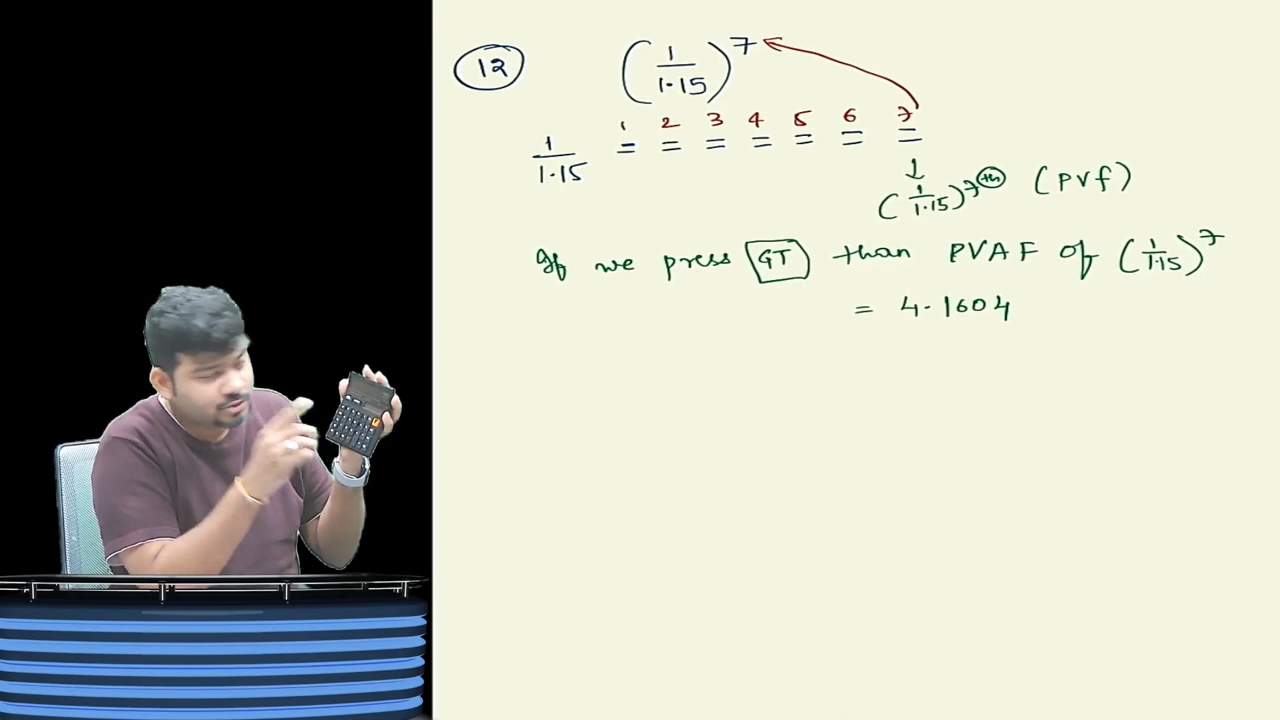 12 (1/1.15)^7
1 2 3 4 5 6 7
1/1.15 = = = = = = =
(1/1.15)^7th (PVf)
If we press GT than PVAF of (1/1.15)^7
= 4.1604